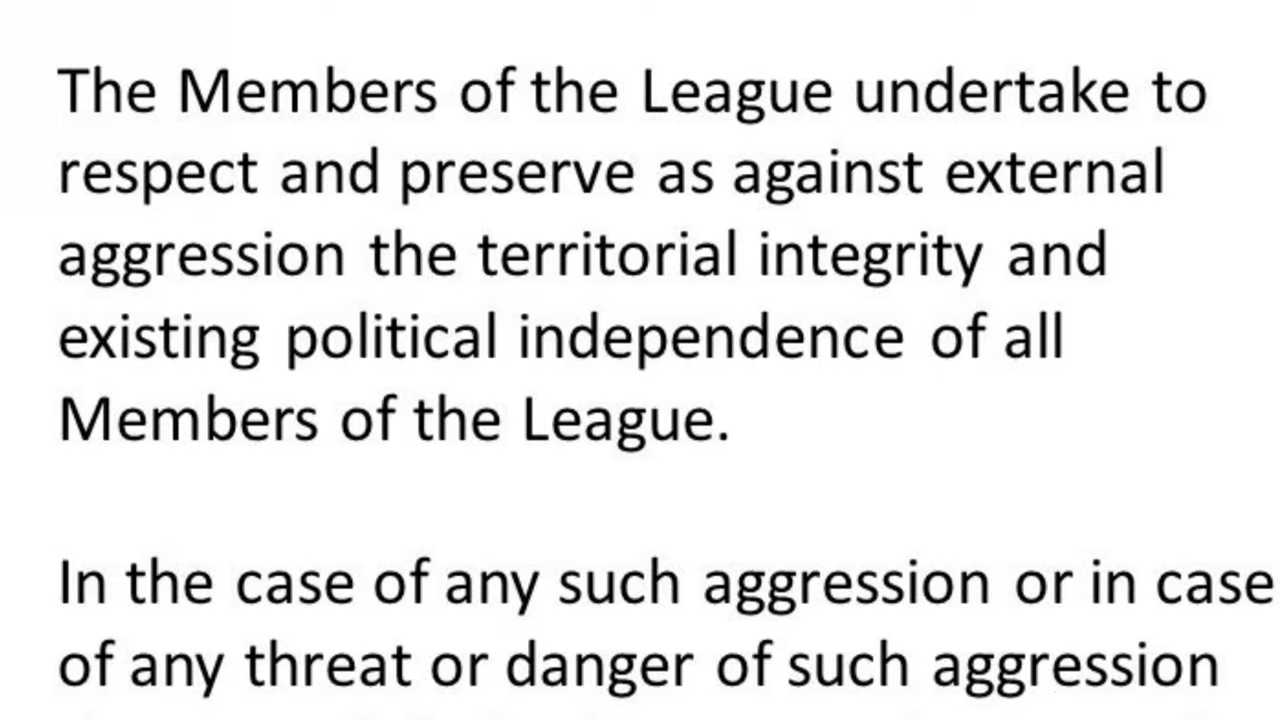 The Members of the League undertake to
respect and preserve as against external
aggression the territorial integrity and
existing political independence of all
Members of the League.
In the case of any such aggression or in case
of any threat or danger of such aggression